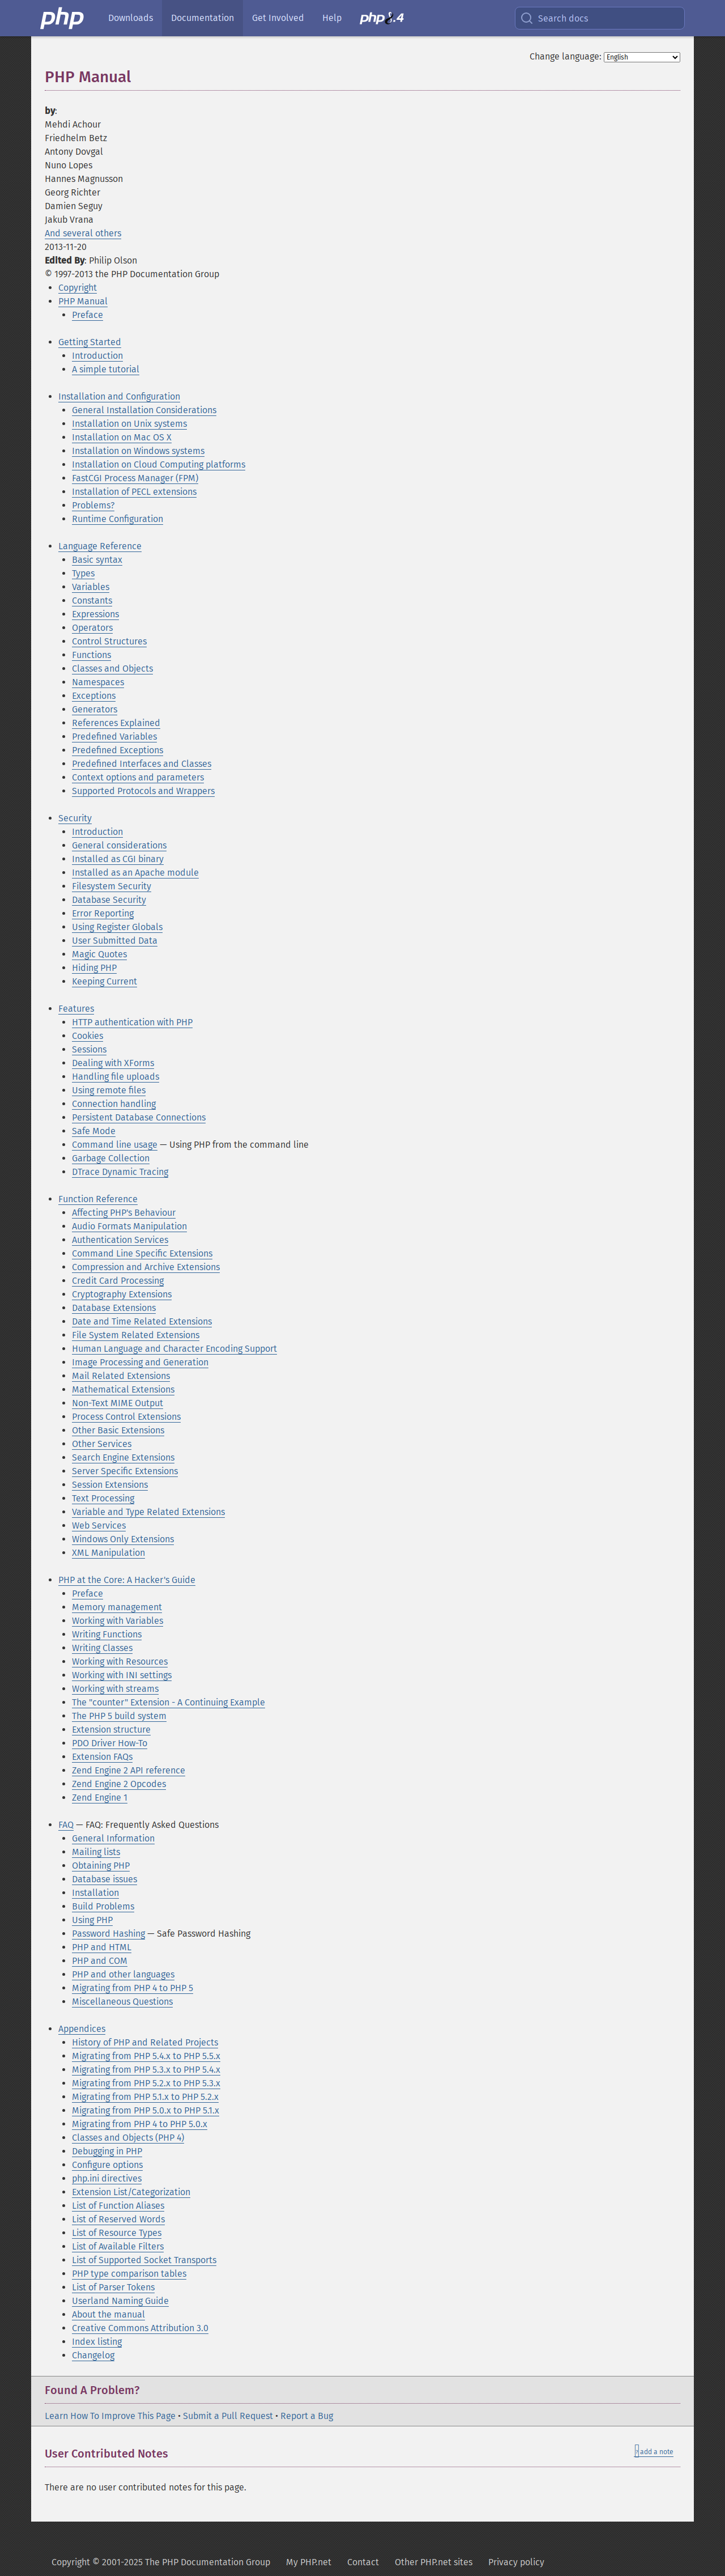 php
Downloads
Documentation
Get Involved
Help
php8.4
Search docs
Change language: English
PHP Manual
by:
Mehdi Achour
Friedhelm Betz
Antony Dovgal
Nuno Lopes
Hannes Magnusson
Georg Richter
Damien Seguy
Jakub Vrana
And several others
2013-11-20
Edited By: Philip Olson
© 1997-2013 the PHP Documentation Group
Copyright
PHP Manual
Preface
Getting Started
Introduction
A simple tutorial
Installation and Configuration
General Installation Considerations
Installation on Unix systems
Installation on Mac OS X
Installation on Windows systems
Installation on Cloud Computing platforms
FastCGI Process Manager (FPM)
Installation of PECL extensions
Problems?
Runtime Configuration
Language Reference
Basic syntax
Types
Variables
Constants
Expressions
Operators
Control Structures
Functions
Classes and Objects
Namespaces
Exceptions
Generators
References Explained
Predefined Variables
Predefined Exceptions
Predefined Interfaces and Classes
Context options and parameters
Supported Protocols and Wrappers
Security
Introduction
General considerations
Installed as CGI binary
Installed as an Apache module
Filesystem Security
Database Security
Error Reporting
Using Register Globals
User Submitted Data
Magic Quotes
Hiding PHP
Keeping Current
Features
HTTP authentication with PHP
Cookies
Sessions
Dealing with XForms
Handling file uploads
Using remote files
Connection handling
Persistent Database Connections
Safe Mode
Command line usage — Using PHP from the command line
Garbage Collection
DTrace Dynamic Tracing
Function Reference
Affecting PHP's Behaviour
Audio Formats Manipulation
Authentication Services
Command Line Specific Extensions
Compression and Archive Extensions
Credit Card Processing
Cryptography Extensions
Database Extensions
Date and Time Related Extensions
File System Related Extensions
Human Language and Character Encoding Support
Image Processing and Generation
Mail Related Extensions
Mathematical Extensions
Non-Text MIME Output
Process Control Extensions
Other Basic Extensions
Other Services
Search Engine Extensions
Server Specific Extensions
Session Extensions
Text Processing
Variable and Type Related Extensions
Web Services
Windows Only Extensions
XML Manipulation
PHP at the Core: A Hacker's Guide
Preface
Memory management
Working with Variables
Writing Functions
Writing Classes
Working with Resources
Working with INI settings
Working with streams
The "counter" Extension - A Continuing Example
The PHP 5 build system
Extension structure
PDO Driver How-To
Extension FAQs
Zend Engine 2 API reference
Zend Engine 2 Opcodes
Zend Engine 1
FAQ — FAQ: Frequently Asked Questions
General Information
Mailing lists
Obtaining PHP
Database issues
Installation
Build Problems
Using PHP
Password Hashing — Safe Password Hashing
PHP and HTML
PHP and COM
PHP and other languages
Migrating from PHP 4 to PHP 5
Miscellaneous Questions
Appendices
History of PHP and Related Projects
Migrating from PHP 5.4.x to PHP 5.5.x
Migrating from PHP 5.3.x to PHP 5.4.x
Migrating from PHP 5.2.x to PHP 5.3.x
Migrating from PHP 5.1.x to PHP 5.2.x
Migrating from PHP 5.0.x to PHP 5.1.x
Migrating from PHP 4 to PHP 5.0.x
Classes and Objects (PHP 4)
Debugging in PHP
Configure options
php.ini directives
Extension List/Categorization
List of Function Aliases
List of Reserved Words
List of Resource Types
List of Available Filters
List of Supported Socket Transports
PHP type comparison tables
List of Parser Tokens
Userland Naming Guide
About the manual
Creative Commons Attribution 3.0
Index listing
Changelog
Found A Problem?
Learn How To Improve This Page • Submit a Pull Request • Report a Bug
User Contributed Notes
add a note
There are no user contributed notes for this page.
Copyright © 2001-2025 The PHP Documentation Group
My PHP.net
Contact
Other PHP.net sites
Privacy policy